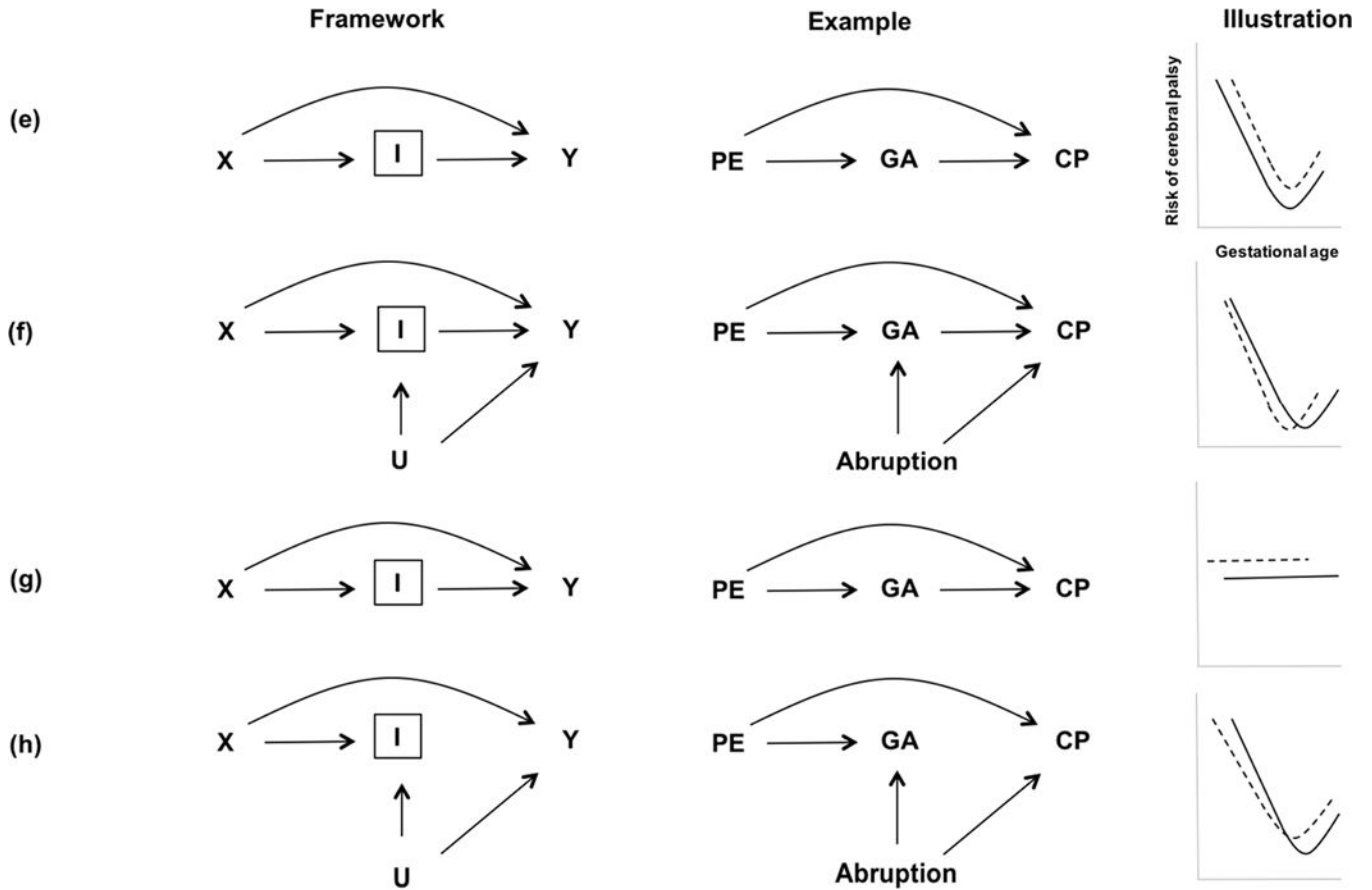 Framework Example Illustration
(e)
X I Y
PE GA CP
Risk of cerebral palsy
Gestational age
(f)
X I Y
PE GA CP
U
Abruption
(g)
X I Y
PE GA CP
(h)
X I Y
PE GA CP
U
Abruption